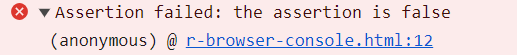 Assertion failed: the assertion is false
(anonymous) @ r-browser-console.html:12